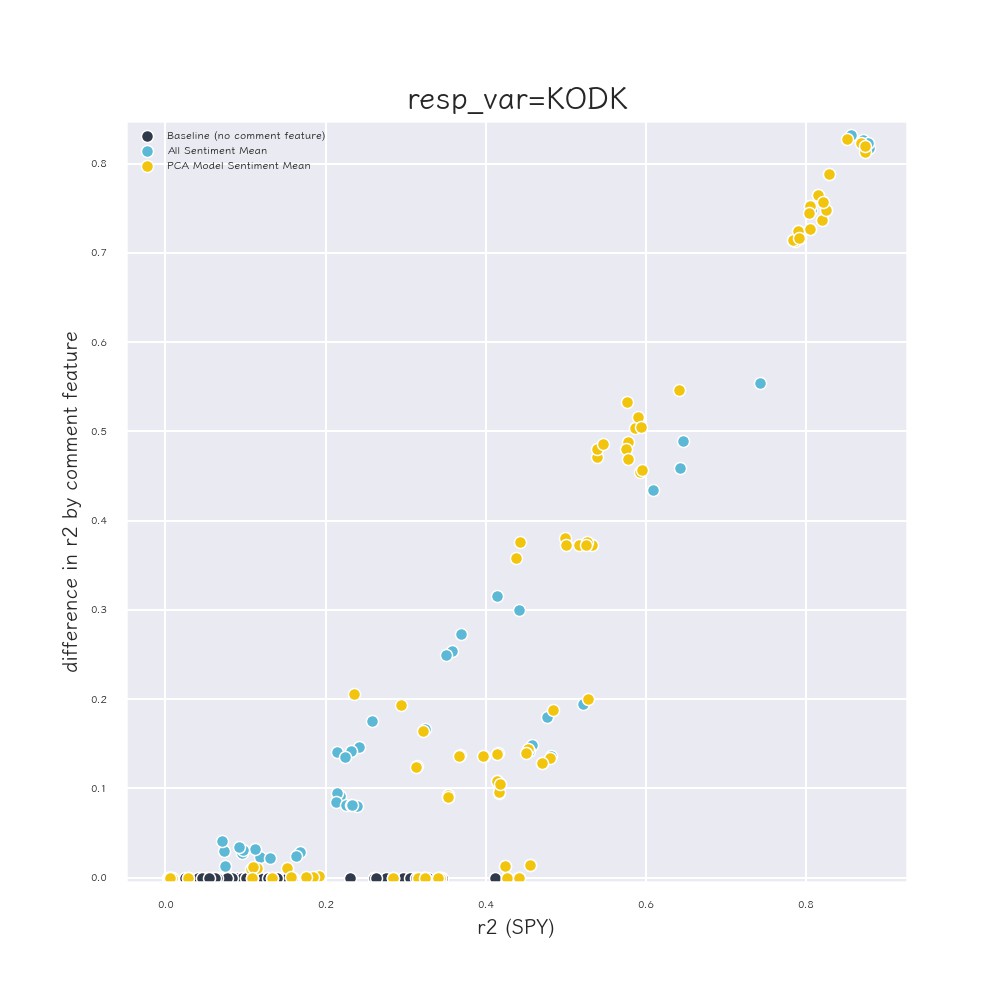 resp_var=KODK
Baseline (no comment feature)
All Sentiment Mean
PCA Model Sentiment Mean
difference in r2 by comment feature
0.8
0.7
0.6
0.5
0.4
0.3
0.2
0.1
0.0
0.0 0.2 0.4 0.6 0.8
r2 (SPY)